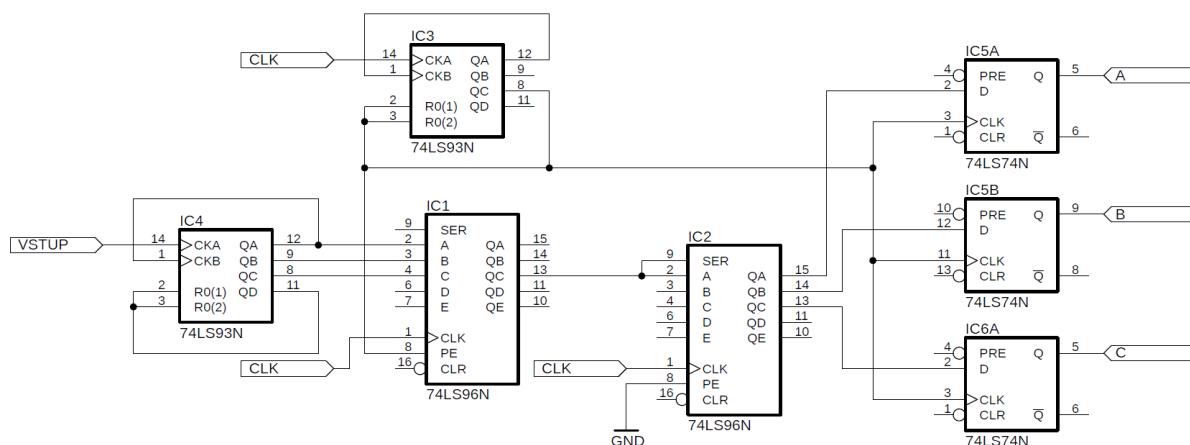 IC3
CLK
14 CKA QA 12
1 CKB QB 9
QC 8
2 R0(1) QD 11
3 R0(2)
74LS93N
IC4
VSTUP
14 CKA QA 12
1 CKB QB 9
QC 8
2 R0(1) QD 11
3 R0(2)
74LS93N
IC1
9 SER
2 A QA 15
3 B QB 14
4 C QC 13
6 D QD 11
7 E QE 10
1 CLK
8 PE
16 CLR
74LS96N
CLK
IC2
9 SER
2 A QA 15
3 B QB 14
4 C QC 13
6 D QD 11
7 E QE 10
1 CLK
8 PE
16 CLR
74LS96N
CLK
GND
IC5A
4 PRE Q 5
2 D
3 CLK
1 CLR Q 6
74LS74N
A
IC5B
10 PRE Q 9
12 D
11 CLK
13 CLR Q 8
74LS74N
B
IC6A
4 PRE Q 5
2 D
3 CLK
1 CLR Q 6
74LS74N
C